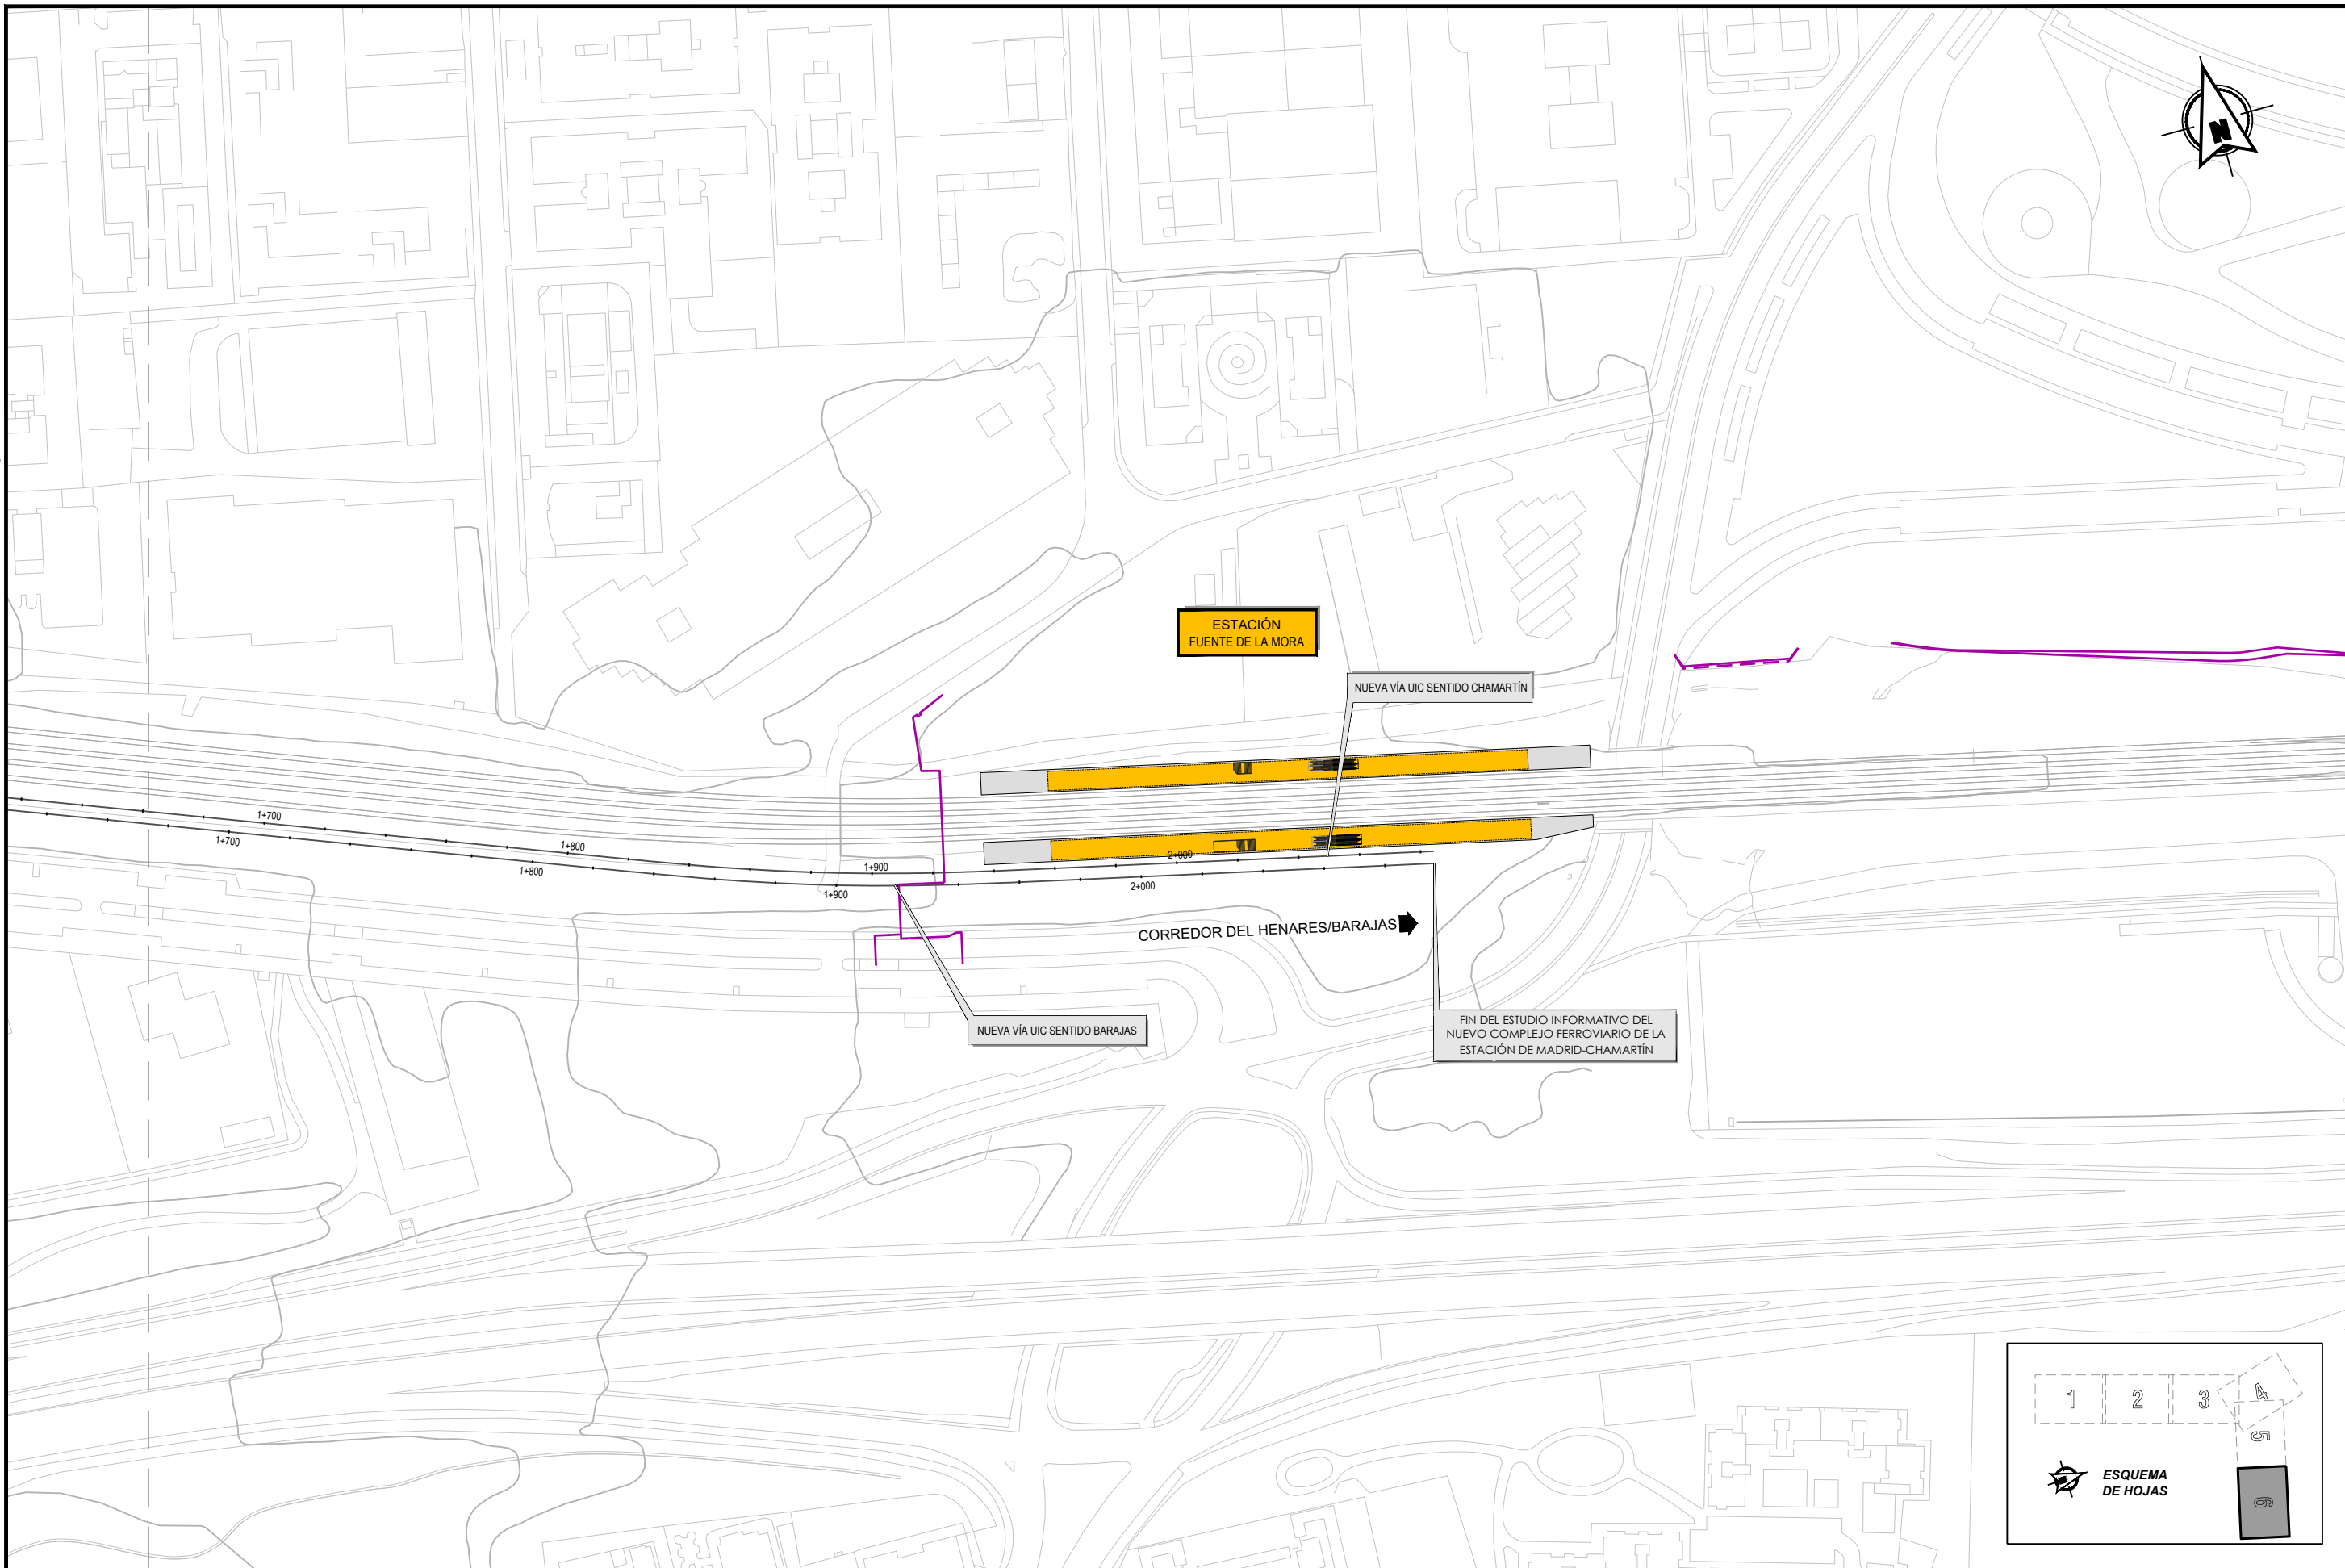 N
ESTACIÓN
FUENTE DE LA MORA
NUEVA VÍA UIC SENTIDO CHAMARTÍN
1+700
1+700
1+800
1+800
1+900
1+900
2+000
2+000
CORREDOR DEL HENARES/BARAJAS
NUEVA VÍA UIC SENTIDO BARAJAS
FIN DEL ESTUDIO INFORMATIVO DEL
NUEVO COMPLEJO FERROVIARIO DE LA
ESTACIÓN DE MADRID-CHAMARTÍN
1
2
3
4
5
6
N
ESQUEMA
DE HOJAS